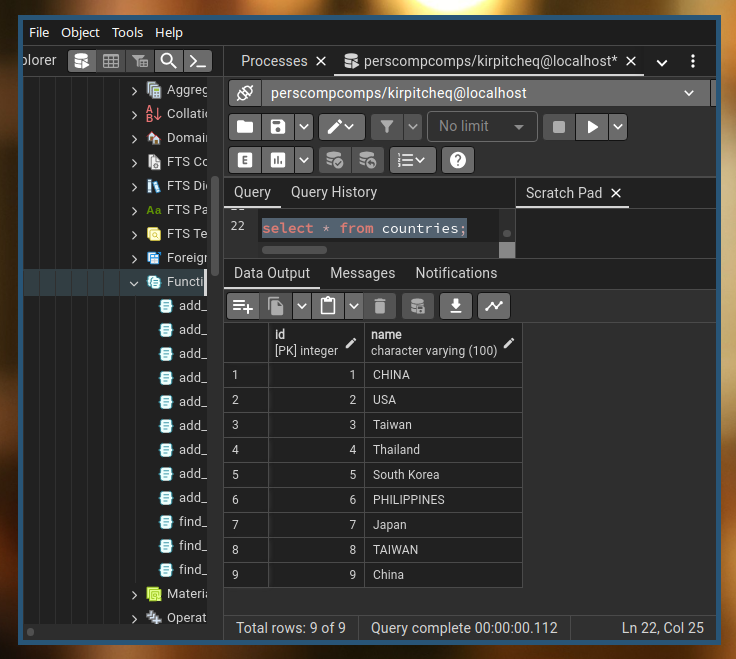 File Object Tools Help
plorer
Processes perscompcomps/kirpitcheq@localhost*
perscompcomps/kirpitcheq@localhost
No limit
E
Query Query History Scratch Pad
22 select * from countries;
Data Output Messages Notifications
id name
[PK] integer character varying (100)
1 1 CHINA
2 2 USA
3 3 Taiwan
4 4 Thailand
5 5 South Korea
6 6 PHILIPPINES
7 7 Japan
8 8 TAIWAN
9 9 China
Total rows: 9 of 9 Query complete 00:00:00.112 Ln 22, Col 25
Aggreg
Collatio
Domain
FTS Co
FTS Di
Aa FTS Pa
FTS Te
Foreign
Functi
add_
add_
add_
add_
add_
add_
add_
add_
add_
find_
find_
find_
Materia
Operat